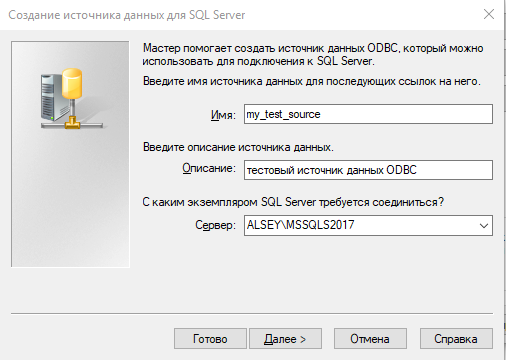 Создание источника данных для SQL Server
Мастер помогает создать источник данных ODBC, который можно
использовать для подключения к SQL Server.
Введите имя источника данных для последующих ссылок на него.
Имя: my_test_source
Введите описание источника данных.
Описание: тестовый источник данных ODBC
С каким экземпляром SQL Server требуется соединиться?
Сервер: ALSEY\MSSQLS2017
Готово Далее > Отмена Справка